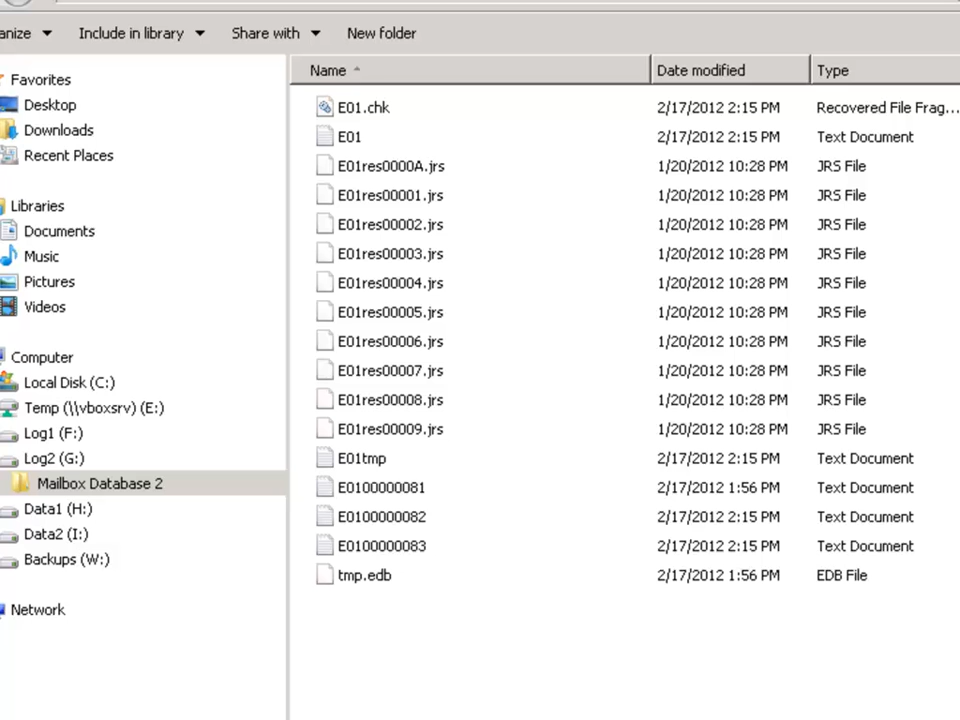 anize Include in library Share with New folder
Favorites
Desktop
Downloads
Recent Places
Libraries
Documents
Music
Pictures
Videos
Computer
Local Disk (C:)
Temp (\\vboxsrv) (E:)
Log1 (F:)
Log2 (G:)
Mailbox Database 2
Data1 (H:)
Data2 (I:)
Backups (W:)
Network
Name Date modified Type
E01.chk 2/17/2012 2:15 PM Recovered File Frag...
E01 2/17/2012 2:15 PM Text Document
E01res0000A.jrs 1/20/2012 10:28 PM JRS File
E01res00001.jrs 1/20/2012 10:28 PM JRS File
E01res00002.jrs 1/20/2012 10:28 PM JRS File
E01res00003.jrs 1/20/2012 10:28 PM JRS File
E01res00004.jrs 1/20/2012 10:28 PM JRS File
E01res00005.jrs 1/20/2012 10:28 PM JRS File
E01res00006.jrs 1/20/2012 10:28 PM JRS File
E01res00007.jrs 1/20/2012 10:28 PM JRS File
E01res00008.jrs 1/20/2012 10:28 PM JRS File
E01res00009.jrs 1/20/2012 10:28 PM JRS File
E01tmp 2/17/2012 2:15 PM Text Document
E0100000081 2/17/2012 1:56 PM Text Document
E0100000082 2/17/2012 2:15 PM Text Document
E0100000083 2/17/2012 2:15 PM Text Document
tmp.edb 2/17/2012 1:56 PM EDB File